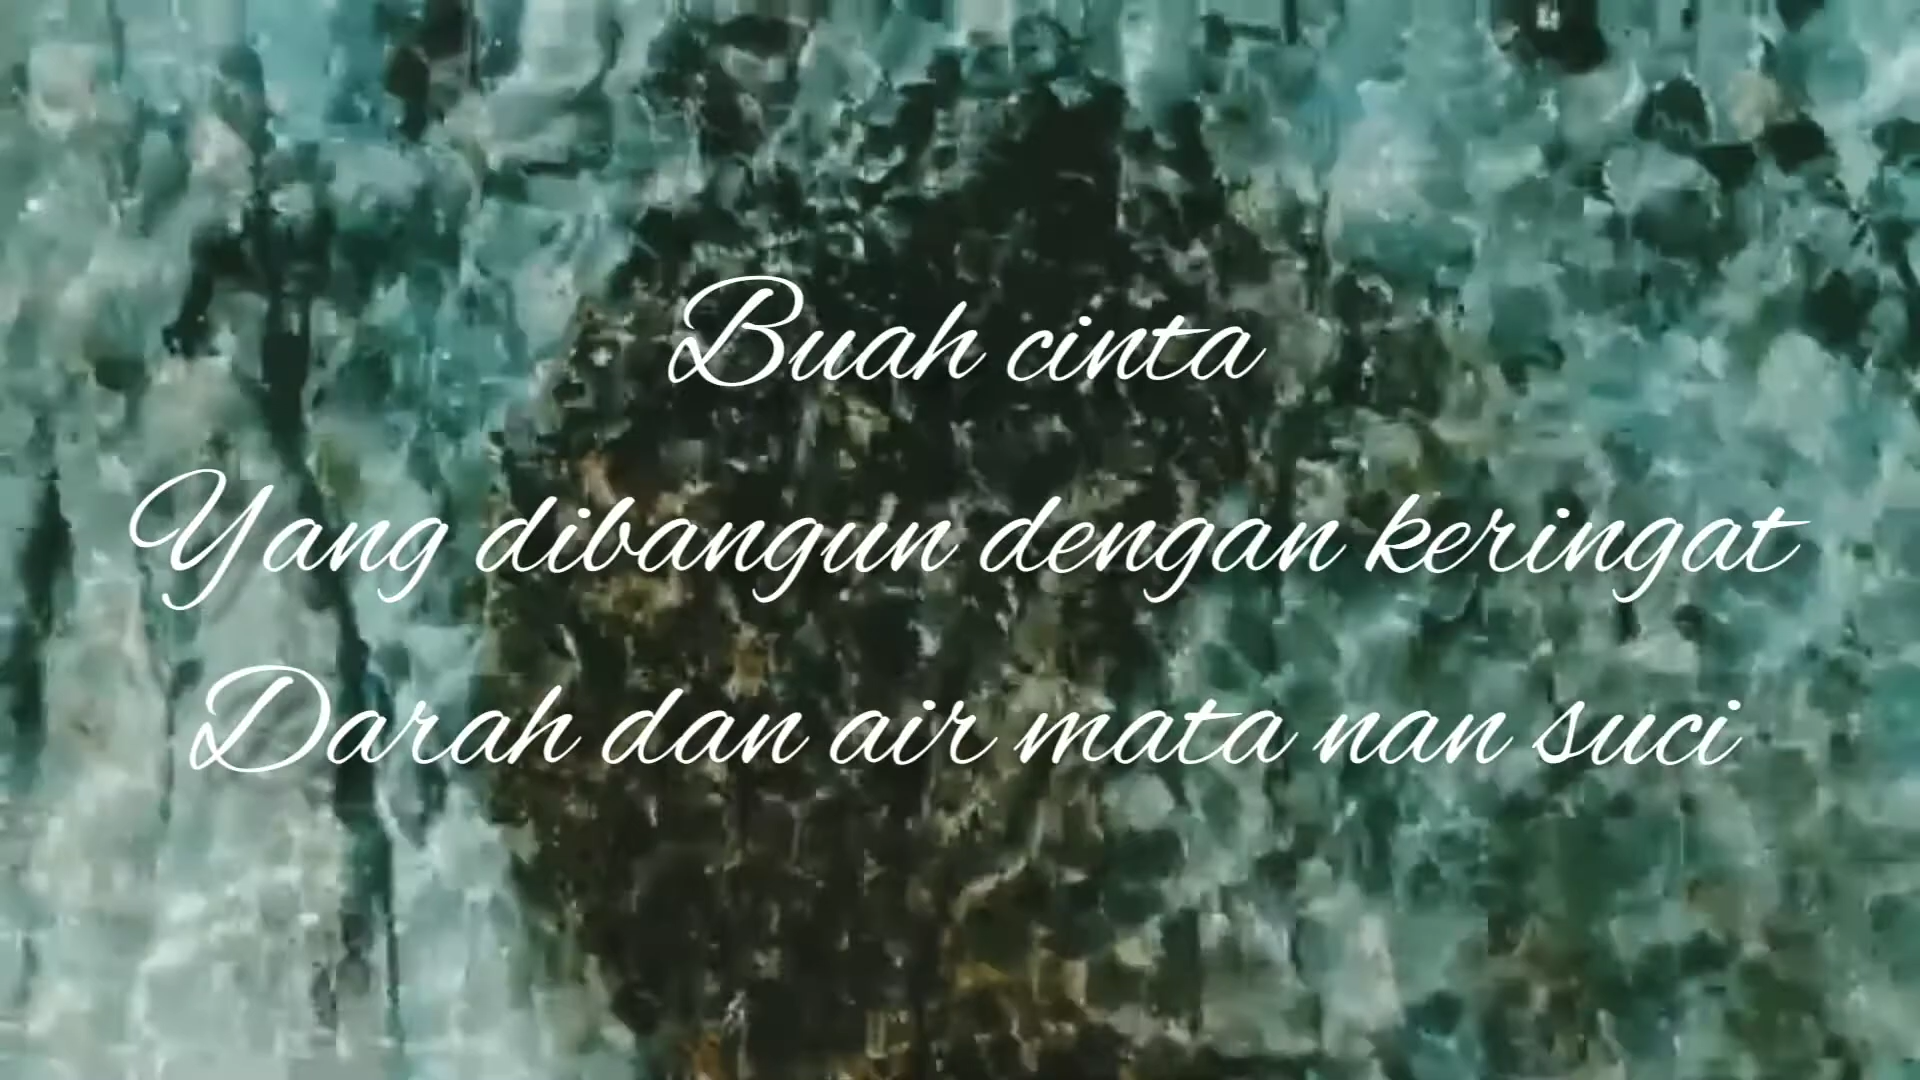 Buah cinta
Yang dibangun dengan keringat
Darah dan air mata nan suci